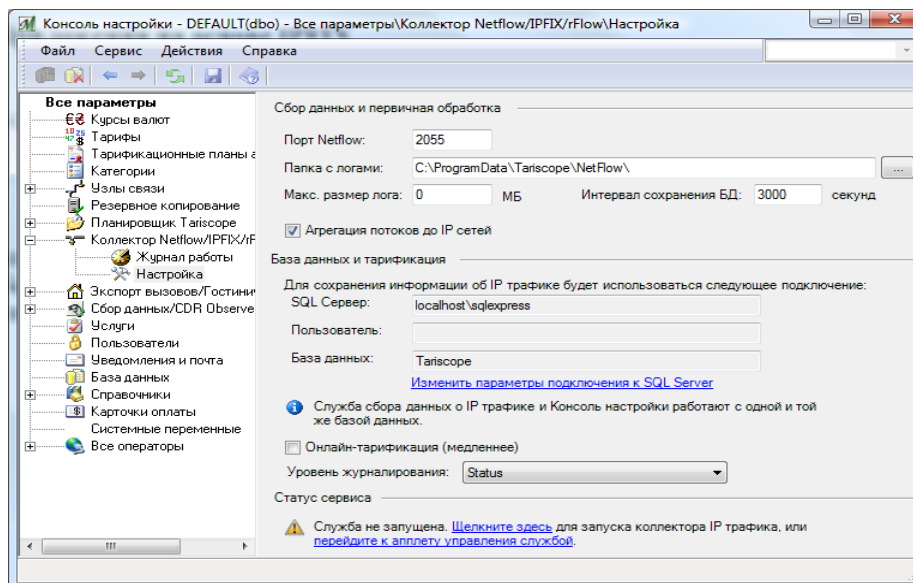 Консоль настройки - DEFAULT(dbo) - Все параметры\Коллектор Netflow/IPFIX/rFlow\Настройка
Файл Сервис Действия Справка
Все параметры
Курсы валют
Тарифы
Тарификационные планы а
Категории
Узлы связи
Резервное копирование
Планировщик Tariscope
Коллектор Netflow/IPFIX/rF
Журнал работы
Настройка
Экспорт вызовов/Гостини
Сбор данных/CDR Observe
Услуги
Пользователи
Уведомления и почта
База данных
Справочники
Карточки оплаты
Системные переменные
Все операторы
Сбор данных и первичная обработка
Порт Netflow: 2055
Папка с логами: C:\ProgramData\Tariscope\NetFlow\ ...
Макс. размер лога: 0 МБ Интервал сохранения БД: 3000 секунд
Агрегация потоков до IP сетей
База данных и тарификация
Для сохранения информации об IP трафике будет использоваться следующее подключение:
SQL Сервер: localhost\sqlexpress
Пользователь:
База данных: Tariscope
Изменить параметры подключения к SQL Server
Служба сбора данных о IP трафике и Консоль настройки работают с одной и той
же базой данных.
Онлайн-тарификация (медленнее)
Уровень журналирования: Status
Статус сервиса
Служба не запущена. Щелкните здесь для запуска коллектора IP трафика, или
перейдите к апплету управления службой.